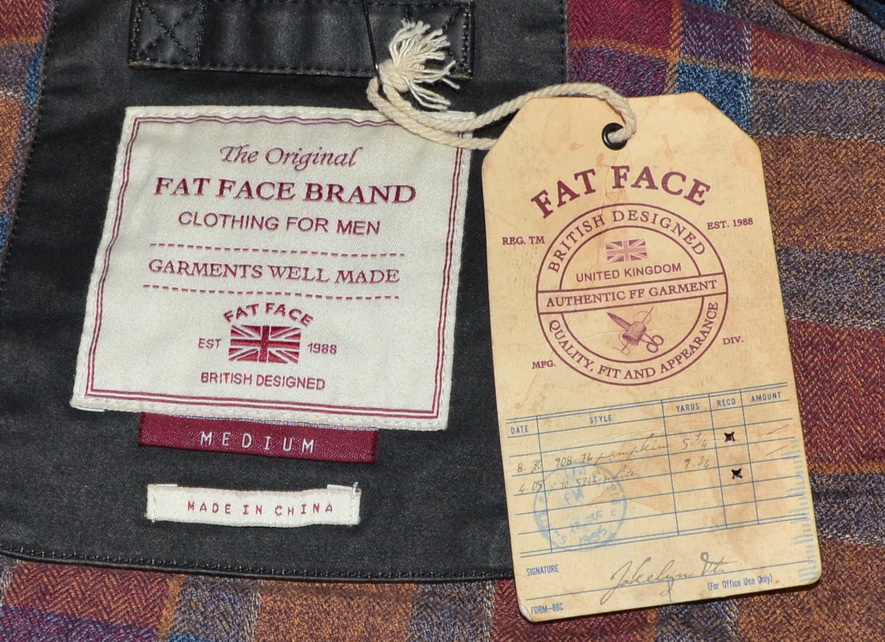 The Original
FAT FACE BRAND
CLOTHING FOR MEN
GARMENTS WELL MADE
FAT FACE
EST 1988
BRITISH DESIGNED
MEDIUM
MADE IN CHINA
FAT FACE
REG. TM EST. 1988
BRITISH DESIGNED
UNITED KINGDOM
AUTHENTIC FF GARMENT
QUALITY, FIT AND APPEARANCE
MFG. DIV.
DATE STYLE YARDS RECD AMOUNT
SIGNATURE
(For Office Use Only)
FORM-88C